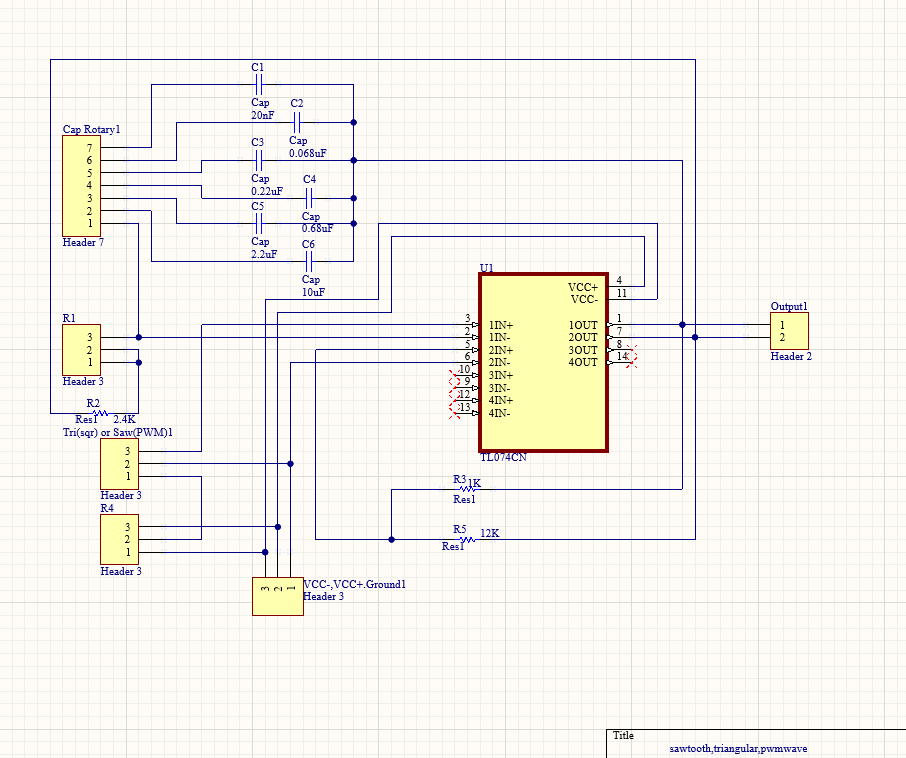 C1
Cap
20nF
C2
Cap
0.068uF
Cap Rotary1
7
6
5
4
3
2
1
Header 7
C3
Cap
0.22uF
C4
Cap
0.68uF
C5
Cap
2.2uF
C6
Cap
10uF
U1
VCC+ 4
VCC- 11
3 1IN+ 1OUT 1
2 1IN- 2OUT 7
5 2IN+ 3OUT 8
6 2IN- 4OUT 14
10 3IN+
9 3IN-
12 4IN+
13 4IN-
TL074CN
Output1
1
2
Header 2
R1
3
2
1
Header 3
R2
Res1 2.4K
Tri(sqr) or Saw(PWM)1
3
2
1
Header 3
R4
3
2
1
Header 3
R3 1K
Res1
R5 12K
Res1
3 2 1
VCC-,VCC+.Ground1
Header 3
Title
sawtooth,triangular,pwmwave